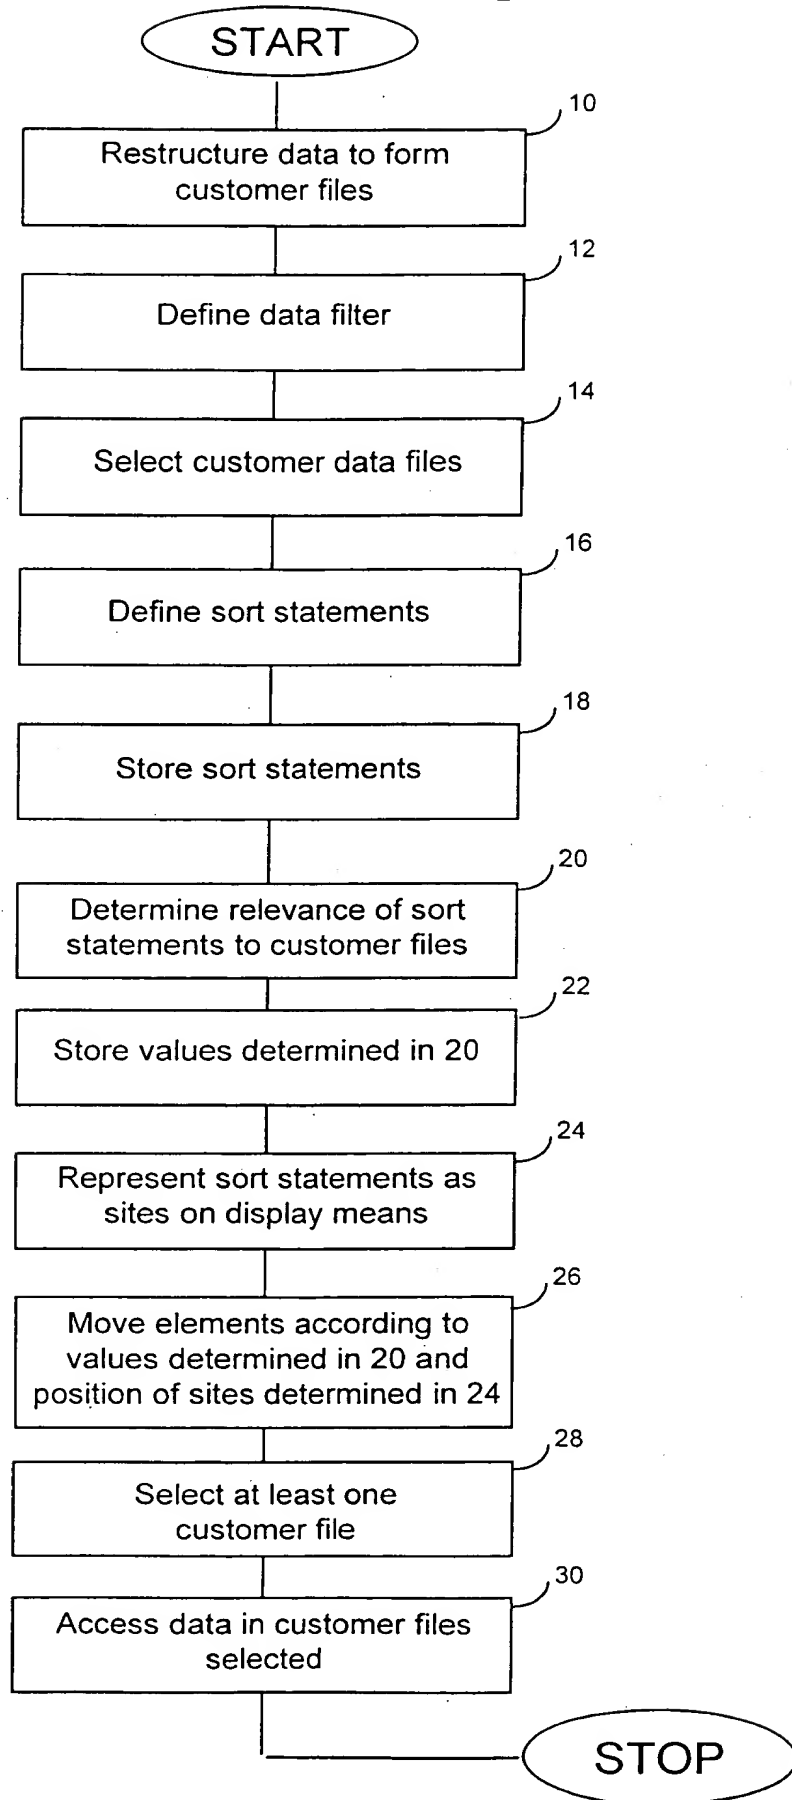 START
10
Restructure data to form
customer files
12
Define data filter
14
Select customer data files
16
Define sort statements
18
Store sort statements
20
Determine relevance of sort
statements to customer files
22
Store values determined in 20
24
Represent sort statements as
sites on display means
26
Move elements according to
values determined in 20 and
position of sites determined in 24
28
Select at least one
customer file
30
Access data in customer files
selected
STOP